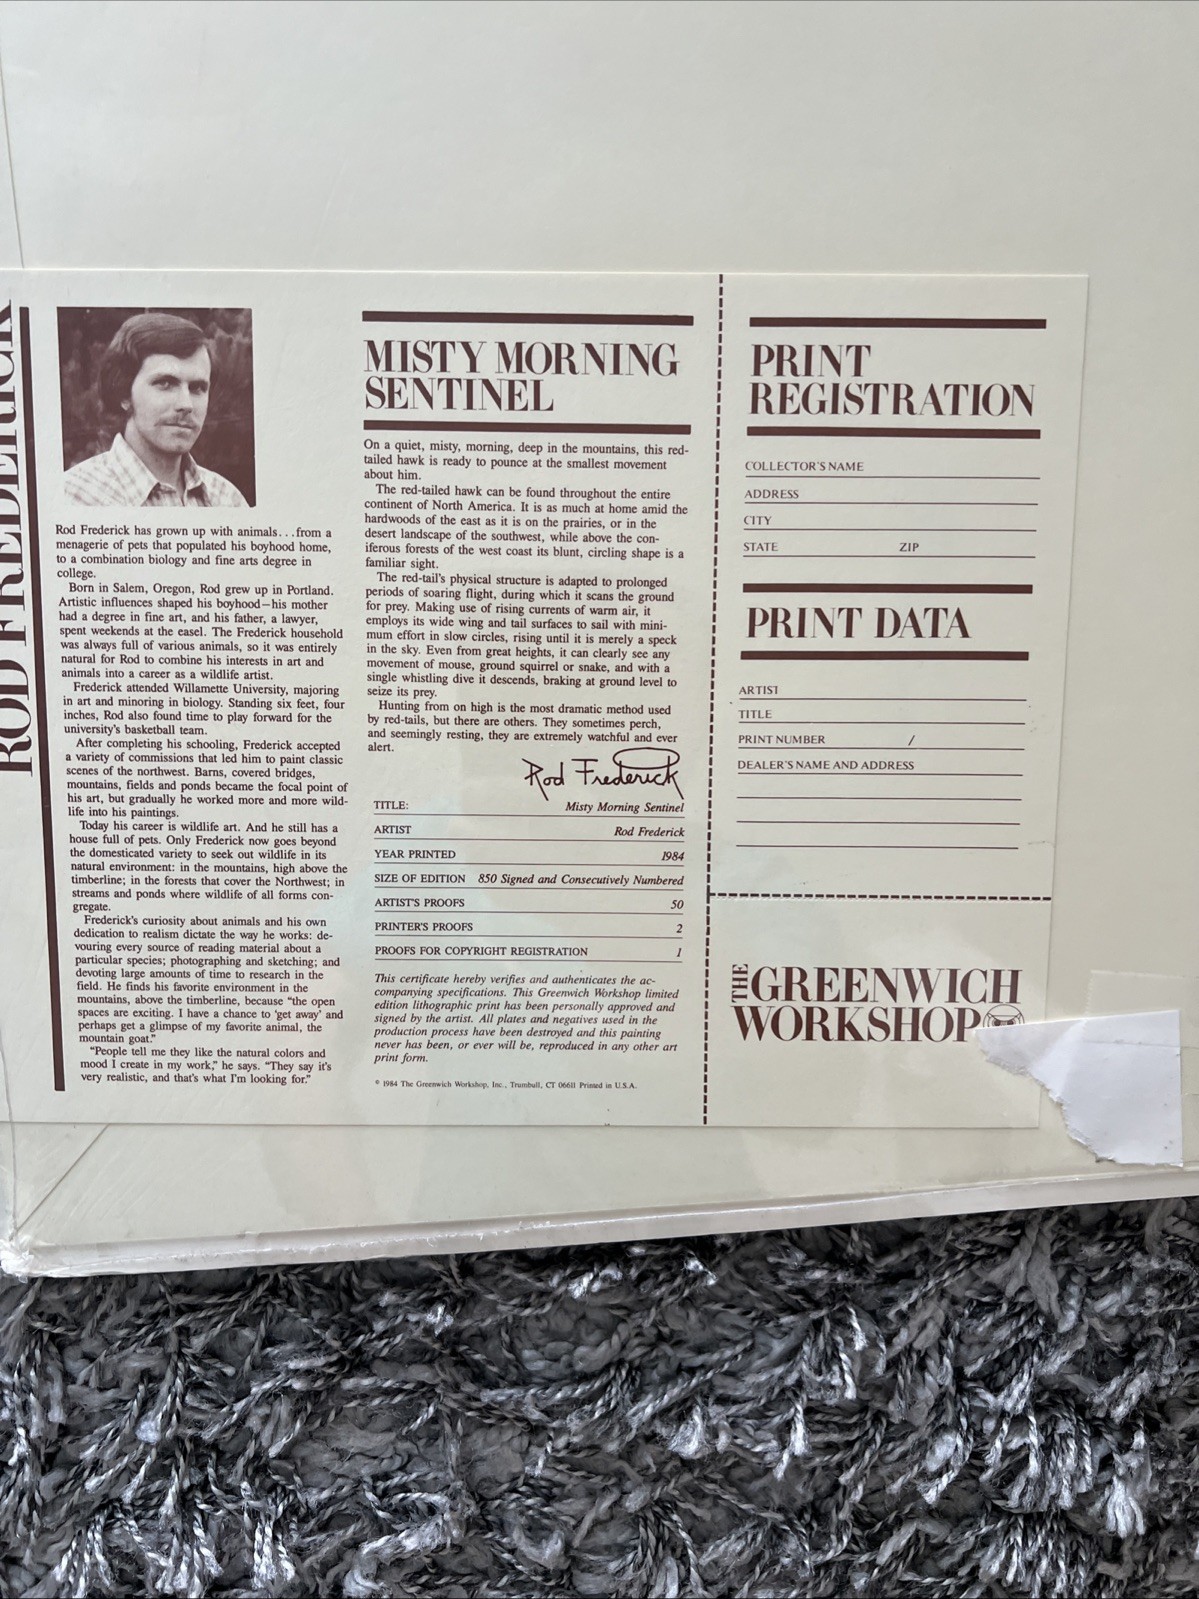 ROD FREDERICK
Rod Frederick has grown up with animals...from a
menagerie of pets that populated his boyhood home,
to a combination biology and fine arts degree in
college.
Born in Salem, Oregon, Rod grew up in Portland.
Artistic influences shaped his boyhood—his mother
had a degree in fine art, and his father, a lawyer,
spent weekends at the easel. The Frederick household
was always full of various animals, so it was entirely
natural for Rod to combine his interests in art and
animals into a career as a wildlife artist.
Frederick attended Willamette University, majoring
in art and minoring in biology. Standing six feet, four
inches, Rod also found time to play forward for the
university's basketball team.
After completing his schooling, Frederick accepted
a variety of commissions that led him to paint classic
scenes of the northwest. Barns, covered bridges,
mountains, fields and ponds became the focal point of
his art, but gradually he worked more and more wild-
life into his paintings.
Today his career is wildlife art. And he still has a
house full of pets. Only Frederick now goes beyond
the domesticated variety to seek out wildlife in its
natural environment: in the mountains, high above the
timberline; in the forests that cover the Northwest; in
streams and ponds where wildlife of all forms con-
gregate.
Frederick's curiosity about animals and his own
dedication to realism dictate the way he works: de-
vouring every source of reading material about a
particular species; photographing and sketching; and
devoting large amounts of time to research in the
field. He finds his favorite environment in the
mountains, above the timberline, because "the open
spaces are exciting. I have a chance to 'get away' and
perhaps get a glimpse of my favorite animal, the
mountain goat."
"People tell me they like the natural colors and
mood I create in my work," he says. "They say it's
very realistic, and that's what I'm looking for."
MISTY MORNING
SENTINEL
On a quiet, misty, morning, deep in the mountains, this red-
tailed hawk is ready to pounce at the smallest movement
about him.
The red-tailed hawk can be found throughout the entire
continent of North America. It is as much at home amid the
hardwoods of the east as it is on the prairies, or in the
desert landscape of the southwest, while above the con-
iferous forests of the west coast its blunt, circling shape is a
familiar sight.
The red-tail's physical structure is adapted to prolonged
periods of soaring flight, during which it scans the ground
for prey. Making use of rising currents of warm air, it
employs its wide wing and tail surfaces to sail with mini-
mum effort in slow circles, rising until it is merely a speck
in the sky. Even from great heights, it can clearly see any
movement of mouse, ground squirrel or snake, and with a
single whistling dive it descends, braking at ground level to
seize its prey.
Hunting from on high is the most dramatic method used
by red-tails, but there are others. They sometimes perch,
and seemingly resting, they are extremely watchful and ever
alert.
Rod Frederick
TITLE: Misty Morning Sentinel
ARTIST Rod Frederick
YEAR PRINTED 1984
SIZE OF EDITION 850 Signed and Consecutively Numbered
ARTIST'S PROOFS 50
PRINTER'S PROOFS 2
PROOFS FOR COPYRIGHT REGISTRATION 1
This certificate hereby verifies and authenticates the ac-
companying specifications. This Greenwich Workshop limited
edition lithographic print has been personally approved and
signed by the artist. All plates and negatives used in the
production process have been destroyed and this painting
never has been, or ever will be, reproduced in any other art
print form.
© 1984 The Greenwich Workshop, Inc., Trumbull, CT 06611 Printed in U.S.A.
PRINT
REGISTRATION
COLLECTOR'S NAME
ADDRESS
CITY
STATE ZIP
PRINT DATA
ARTIST
TITLE
PRINT NUMBER /
DEALER'S NAME AND ADDRESS
THE GREENWICH
WORKSHOP